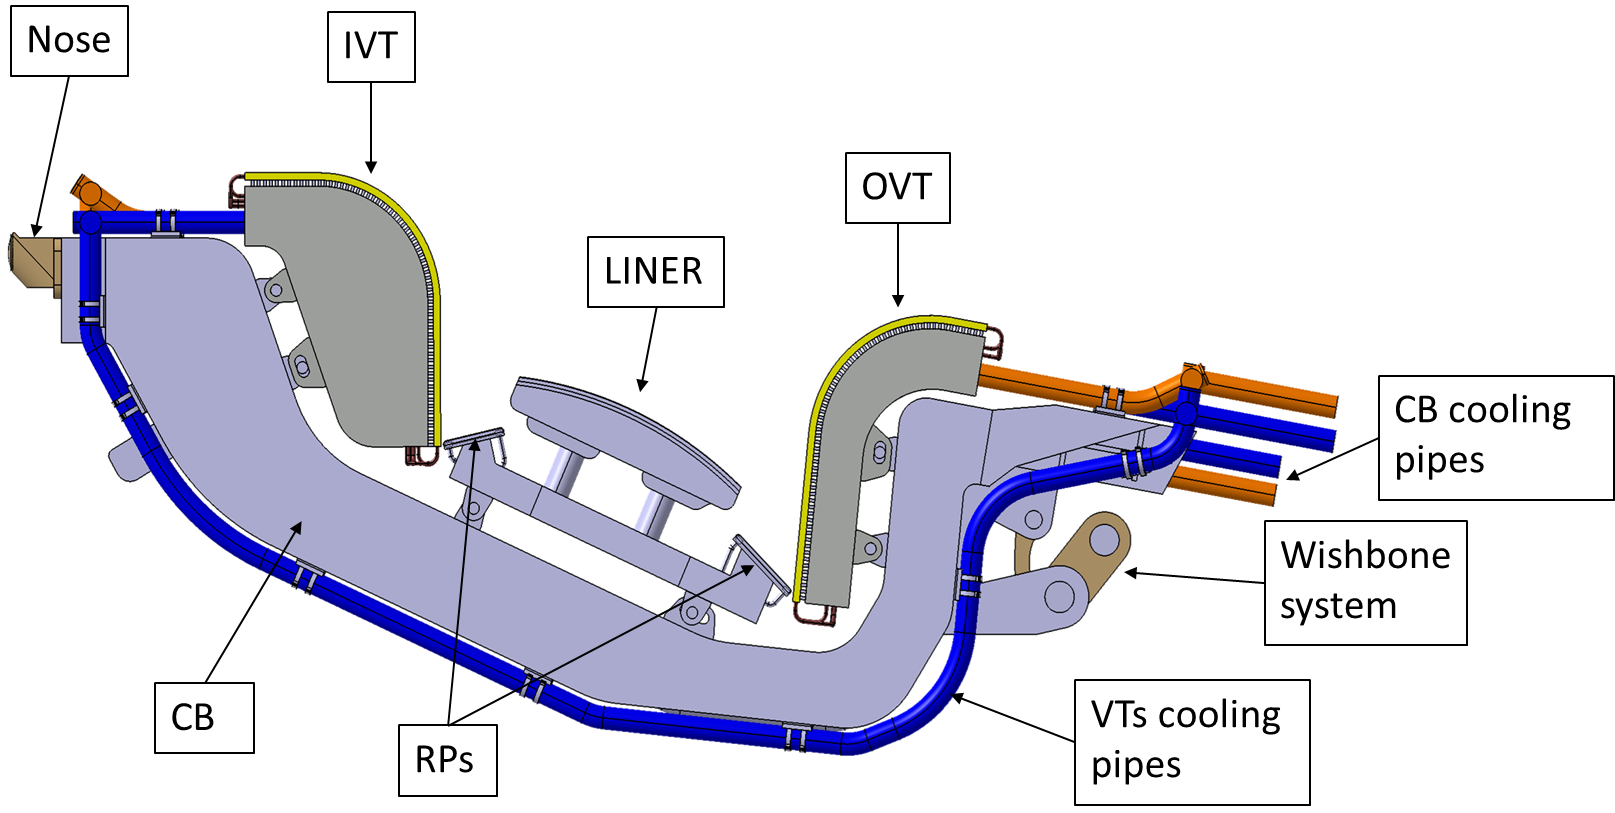 Nose
IVT
OVT
LINER
CB cooling
pipes
Wishbone
system
CB
RPs
VTs cooling
pipes